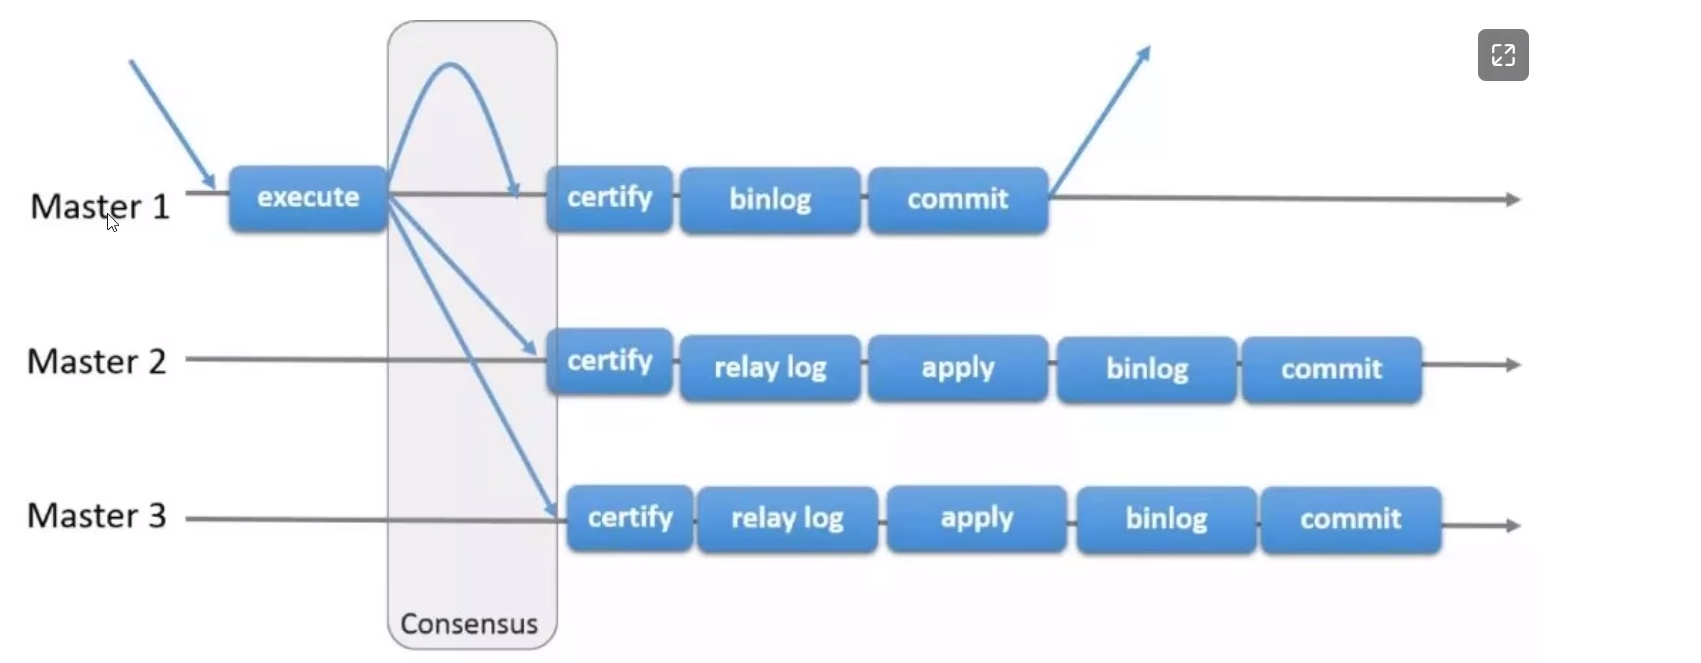 Master 1
execute
certify
binlog
commit
Master 2
certify
relay log
apply
binlog
commit
Master 3
certify
relay log
apply
binlog
commit
Consensus